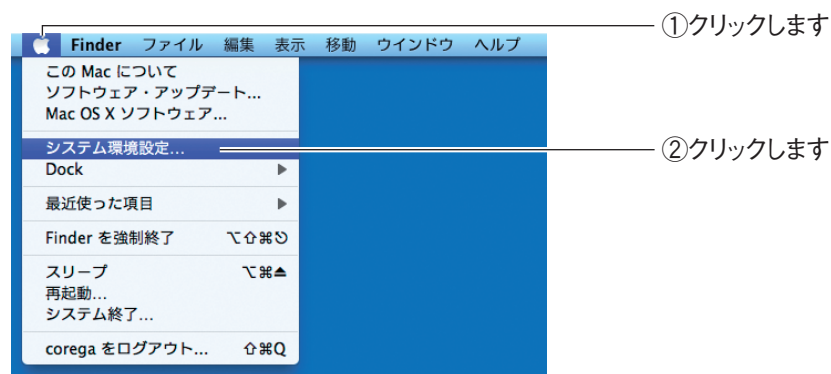 ①クリックします
Finder ファイル 編集 表示 移動 ウインドウ ヘルプ
この Mac について
ソフトウェア・アップデート...
Mac OS X ソフトウェア...
システム環境設定...
②クリックします
Dock ▶
最近使った項目 ▶
Finder を強制終了 ⌥⇧⌘⎋
スリープ ⌥⌘⏏
再起動...
システム終了...
corega をログアウト... ⇧⌘Q